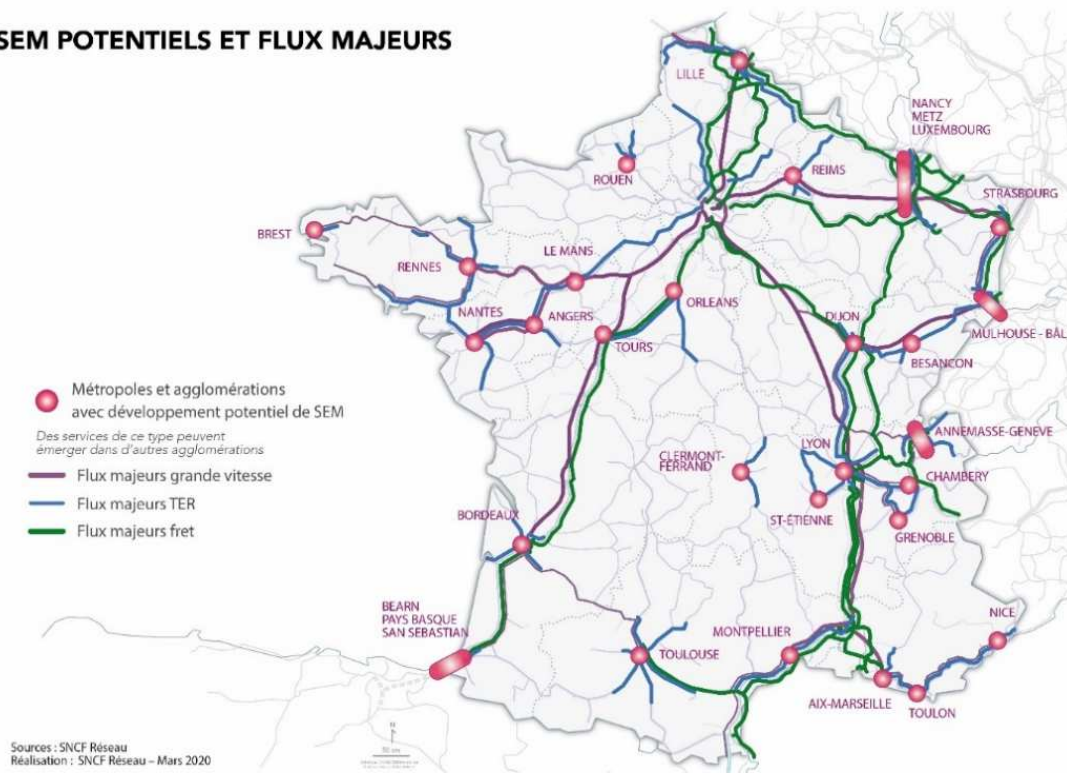 SEM POTENTIELS ET FLUX MAJEURS
LILLE
NANCY
METZ
LUXEMBOURG
ROUEN
REIMS
STRASBOURG
BREST
LE MANS
RENNES
ORLEANS
NANTES
ANGERS
DIJON
TOURS
MULHOUSE - BÂL
BESANCON
Métropoles et agglomérations
avec développement potentiel de SEM
Des services de ce type peuvent
émerger dans d'autres agglomérations
Flux majeurs grande vitesse
Flux majeurs TER
Flux majeurs fret
ANNEMASSE-GENEVE
LYON
CLERMONT-
FERRAND
CHAMBERY
ST-ÉTIENNE
BORDEAUX
GRENOBLE
BEARN
PAYS BASQUE
SAN SEBASTIAN
NICE
MONTPELLIER
TOULOUSE
AIX-MARSEILLE
TOULON
N
Sources : SNCF Réseau
Réalisation : SNCF Réseau – Mars 2020